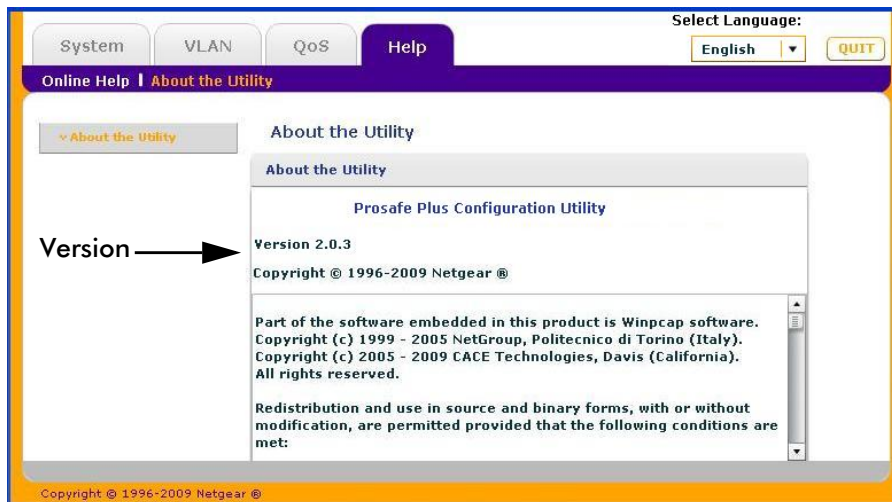 Select Language:
System VLAN QoS Help English QUIT
Online Help | About the Utility
About the Utility
About the Utility
About the Utility
Prosafe Plus Configuration Utility
Version
Version 2.0.3
Copyright © 1996-2009 Netgear ®
Part of the software embedded in this product is Winpcap software.
Copyright (c) 1999 - 2005 NetGroup, Politecnico di Torino (Italy).
Copyright (c) 2005 - 2009 CACE Technologies, Davis (California).
All rights reserved.
Redistribution and use in source and binary forms, with or without
modification, are permitted provided that the following conditions are
met:
Copyright © 1996-2009 Netgear ®